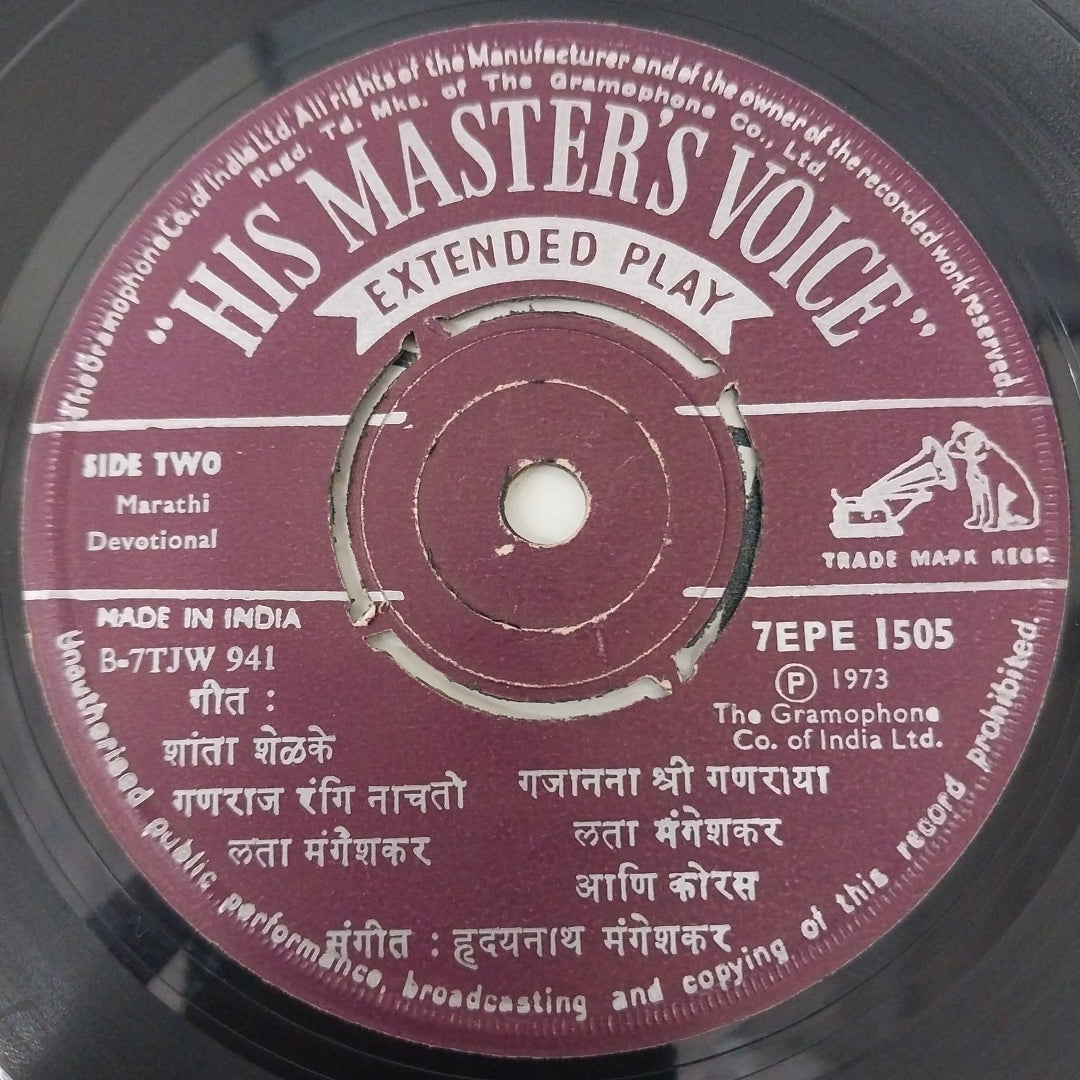 The Gramophone Co. of India Ltd. All rights of the Manufacturer and of the owner of the recorded work reserved.
Regd. Td. Mks. of The Gramophone Co., Ltd.
"HIS MASTER'S VOICE"
EXTENDED PLAY
SIDE TWO
Marathi
Devotional
TRADE MARK REGD.
MADE IN INDIA
B-7TJW 941
7EPE 1505
Ⓟ 1973
The Gramophone
Co. of India Ltd.
गीत :
शांता शेळके
गणराज रंगि नाचतो
लता मंगेशकर
गजानना श्री गणराया
लता मंगेशकर
आणि कोरस
संगीत : हृदयनाथ मंगेशकर
Unauthorised public performance, broadcasting and copying of this record prohibited.